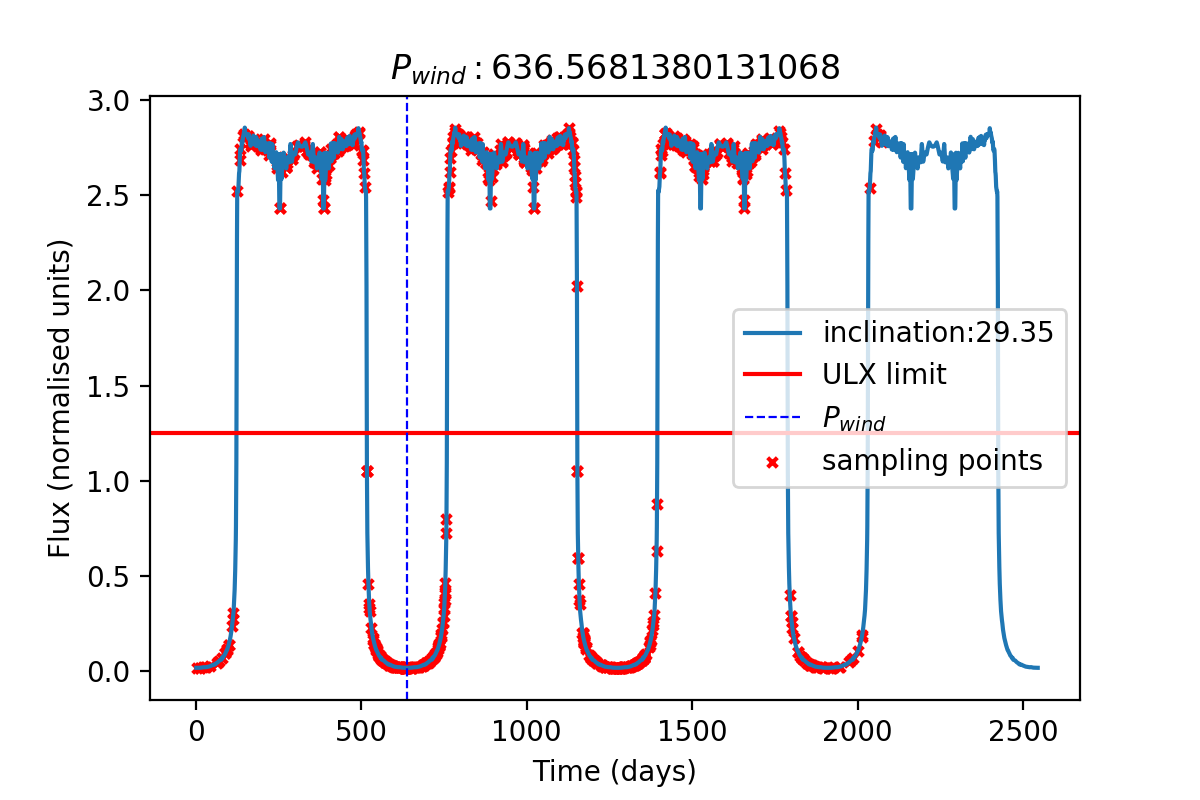 P_wind : 636.5681380131068
3.0
2.5
2.0
1.5
1.0
0.5
0.0
Flux (normalised units)
inclination:29.35
ULX limit
P_wind
sampling points
0 500 1000 1500 2000 2500
Time (days)